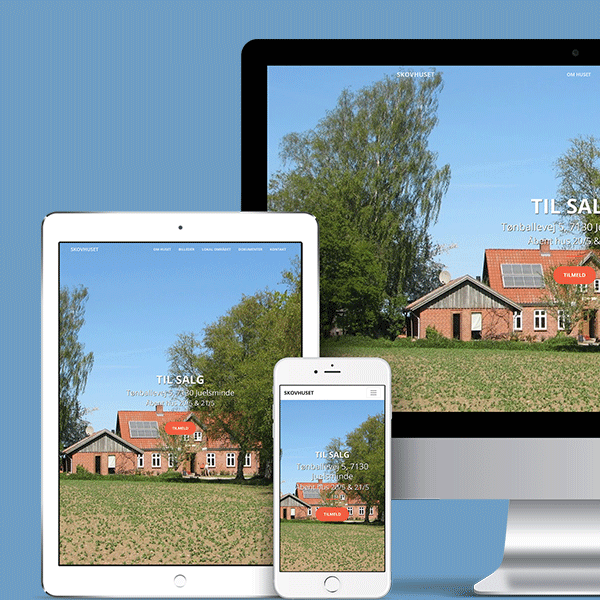 SKOVHUSET
OM HUSET
TIL SAL
Tønballevej 5, 7130 Ju
Åbent hus 20/5 &
TILMELD
SKOVHUSET
OM HUSET BILLEDER LOKAL OMRÅDET DOKUMENTER KONTAKT
TIL SALG
Tønballevej 5, 7130 Juelsminde
Åbent hus 20/5 & 21/5
TILMELD
SKOVHUSET
TIL SALG
Tønballevej 5, 7130
Juelsminde
Åbent hus 20/5 & 21/5
TILMELD